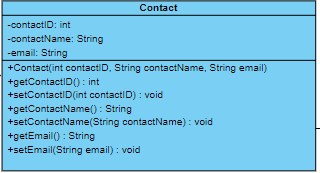 Contact
-contactID: int
-contactName: String
-email: String
+Contact(int contactID, String contactName, String email)
+getContactID() : int
+setContactID(int contactID) : void
+getContactName() : String
+setContactName(String contactName) : void
+getEmail() : String
+setEmail(String email) : void